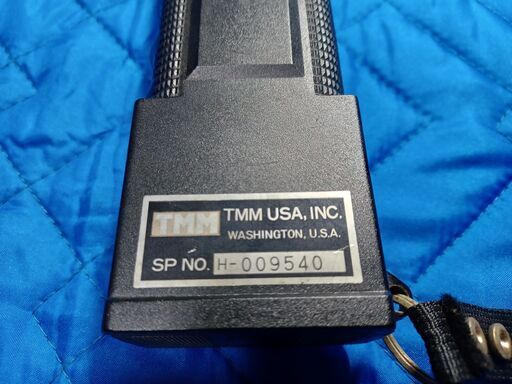 TMM TMM USA, INC.
WASHINGTON, U.S.A.
SP NO. H-009540